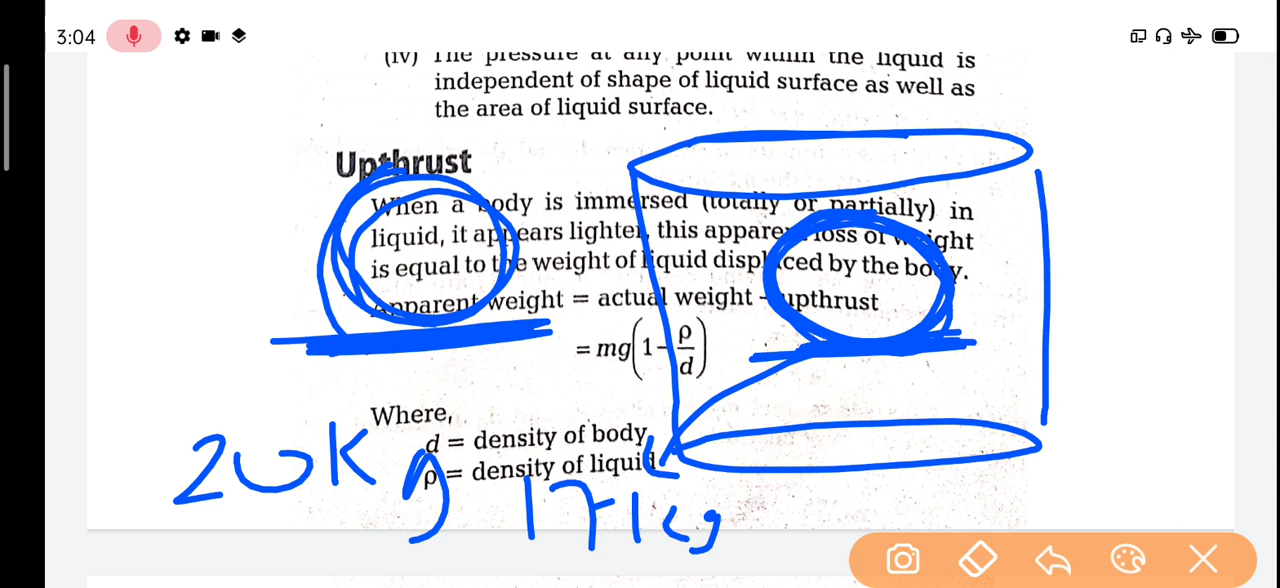 3:04
(iv) The pressure at any point within the liquid is
independent of shape of liquid surface as well as
the area of liquid surface.
Upthrust
When a body is immersed (totally or partially) in
liquid, it appears lighter, this apparent loss of weight
is equal to the weight of liquid displaced by the body.
Apparent weight = actual weight - upthrust
= mg(1-ρ/d)
Where,
d = density of body
ρ = density of liquid
20Kg 17kg